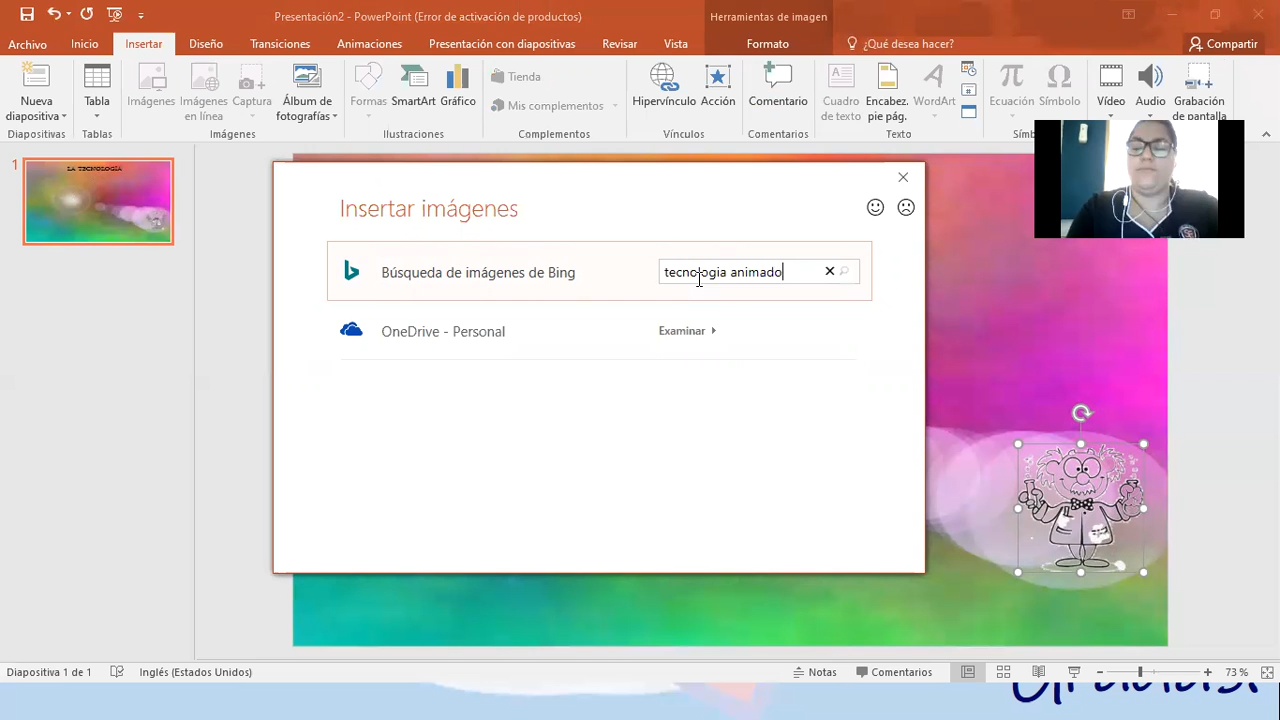 Presentación2 - PowerPoint (Error de activación de productos)
Herramientas de imagen
Archivo Inicio Insertar Diseño Transiciones Animaciones Presentación con diapositivas Revisar Vista Formato ¿Qué desea hacer? Compartir
Nueva diapositiva
Tabla
Imágenes
Imágenes en línea
Captura
Álbum de fotografías
Formas
SmartArt
Gráfico
Tienda
Mis complementos
Hipervínculo
Acción
Comentario
Cuadro de texto
Encabez. pie pág.
WordArt
Ecuación
Símbolo
Vídeo
Audio
Grabación de pantalla
Diapositivas Tablas Imágenes Ilustraciones Complementos Vínculos Comentarios Texto Símb
1
LA TECNOLOGÍA
Insertar imágenes
Búsqueda de imágenes de Bing
tecnologia animado
OneDrive - Personal
Examinar
Diapositiva 1 de 1 Inglés (Estados Unidos) Notas Comentarios 73 %